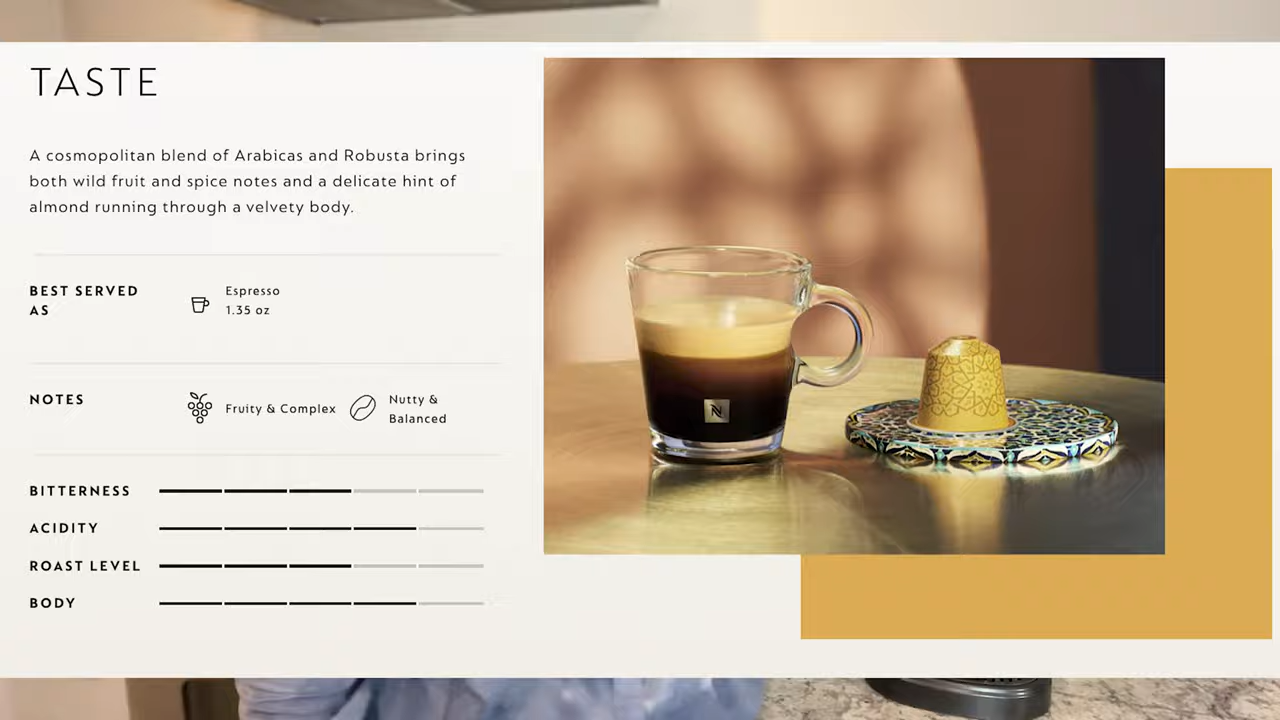 TASTE
A cosmopolitan blend of Arabicas and Robusta brings
both wild fruit and spice notes and a delicate hint of
almond running through a velvety body.
BEST SERVED
AS
Espresso
1.35 oz
NOTES
Fruity & Complex
Nutty &
Balanced
BITTERNESS
ACIDITY
ROAST LEVEL
BODY